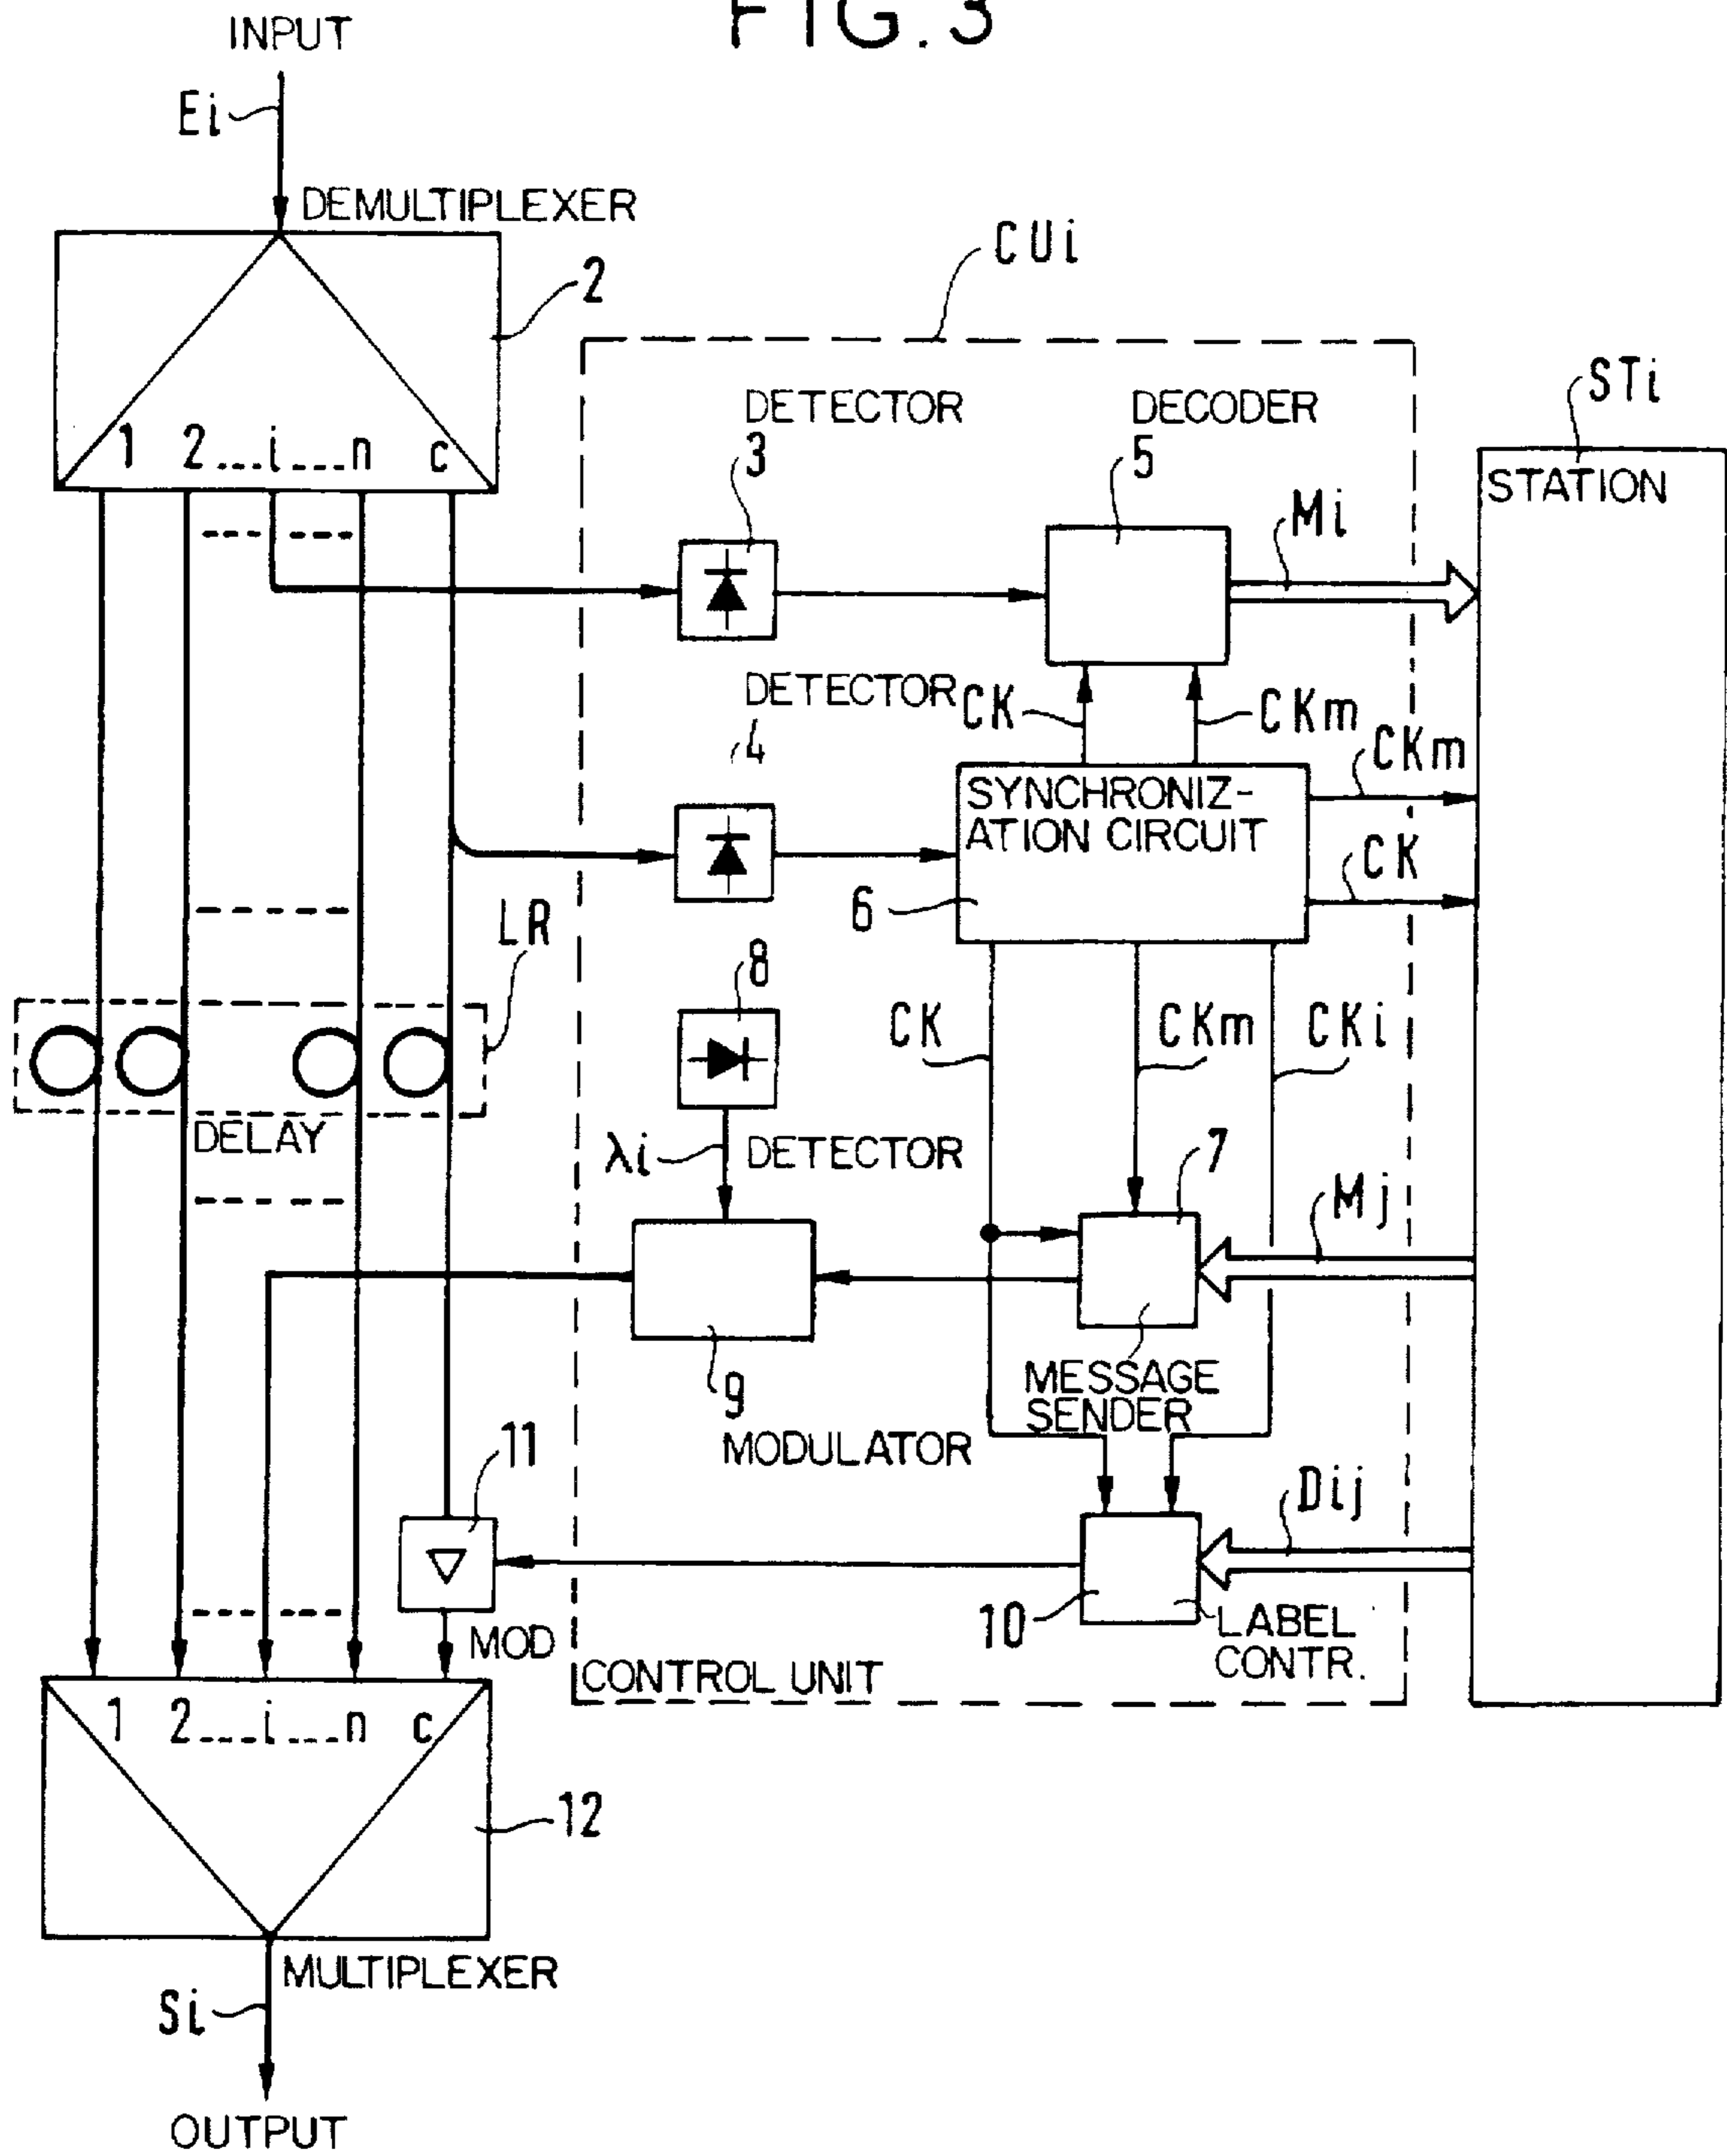 FIG. 3
INPUT
Ei
DEMULTIPLEXER
2
1 2...i...n c
CUi
DETECTOR
3
DECODER
5
Mi
STi
STATION
DETECTOR
4
CK
CKm
CKm
CK
SYNCHRONIZ-
ATION CIRCUIT
6
LR
8
CK
CKm
CKi
DELAY
λi
DETECTOR
7
Mj
9
MODULATOR
MESSAGE
SENDER
11
Dij
MOD
10
LABEL
CONTR.
CONTROL UNIT
1 2...i...n c
12
MULTIPLEXER
Si
OUTPUT